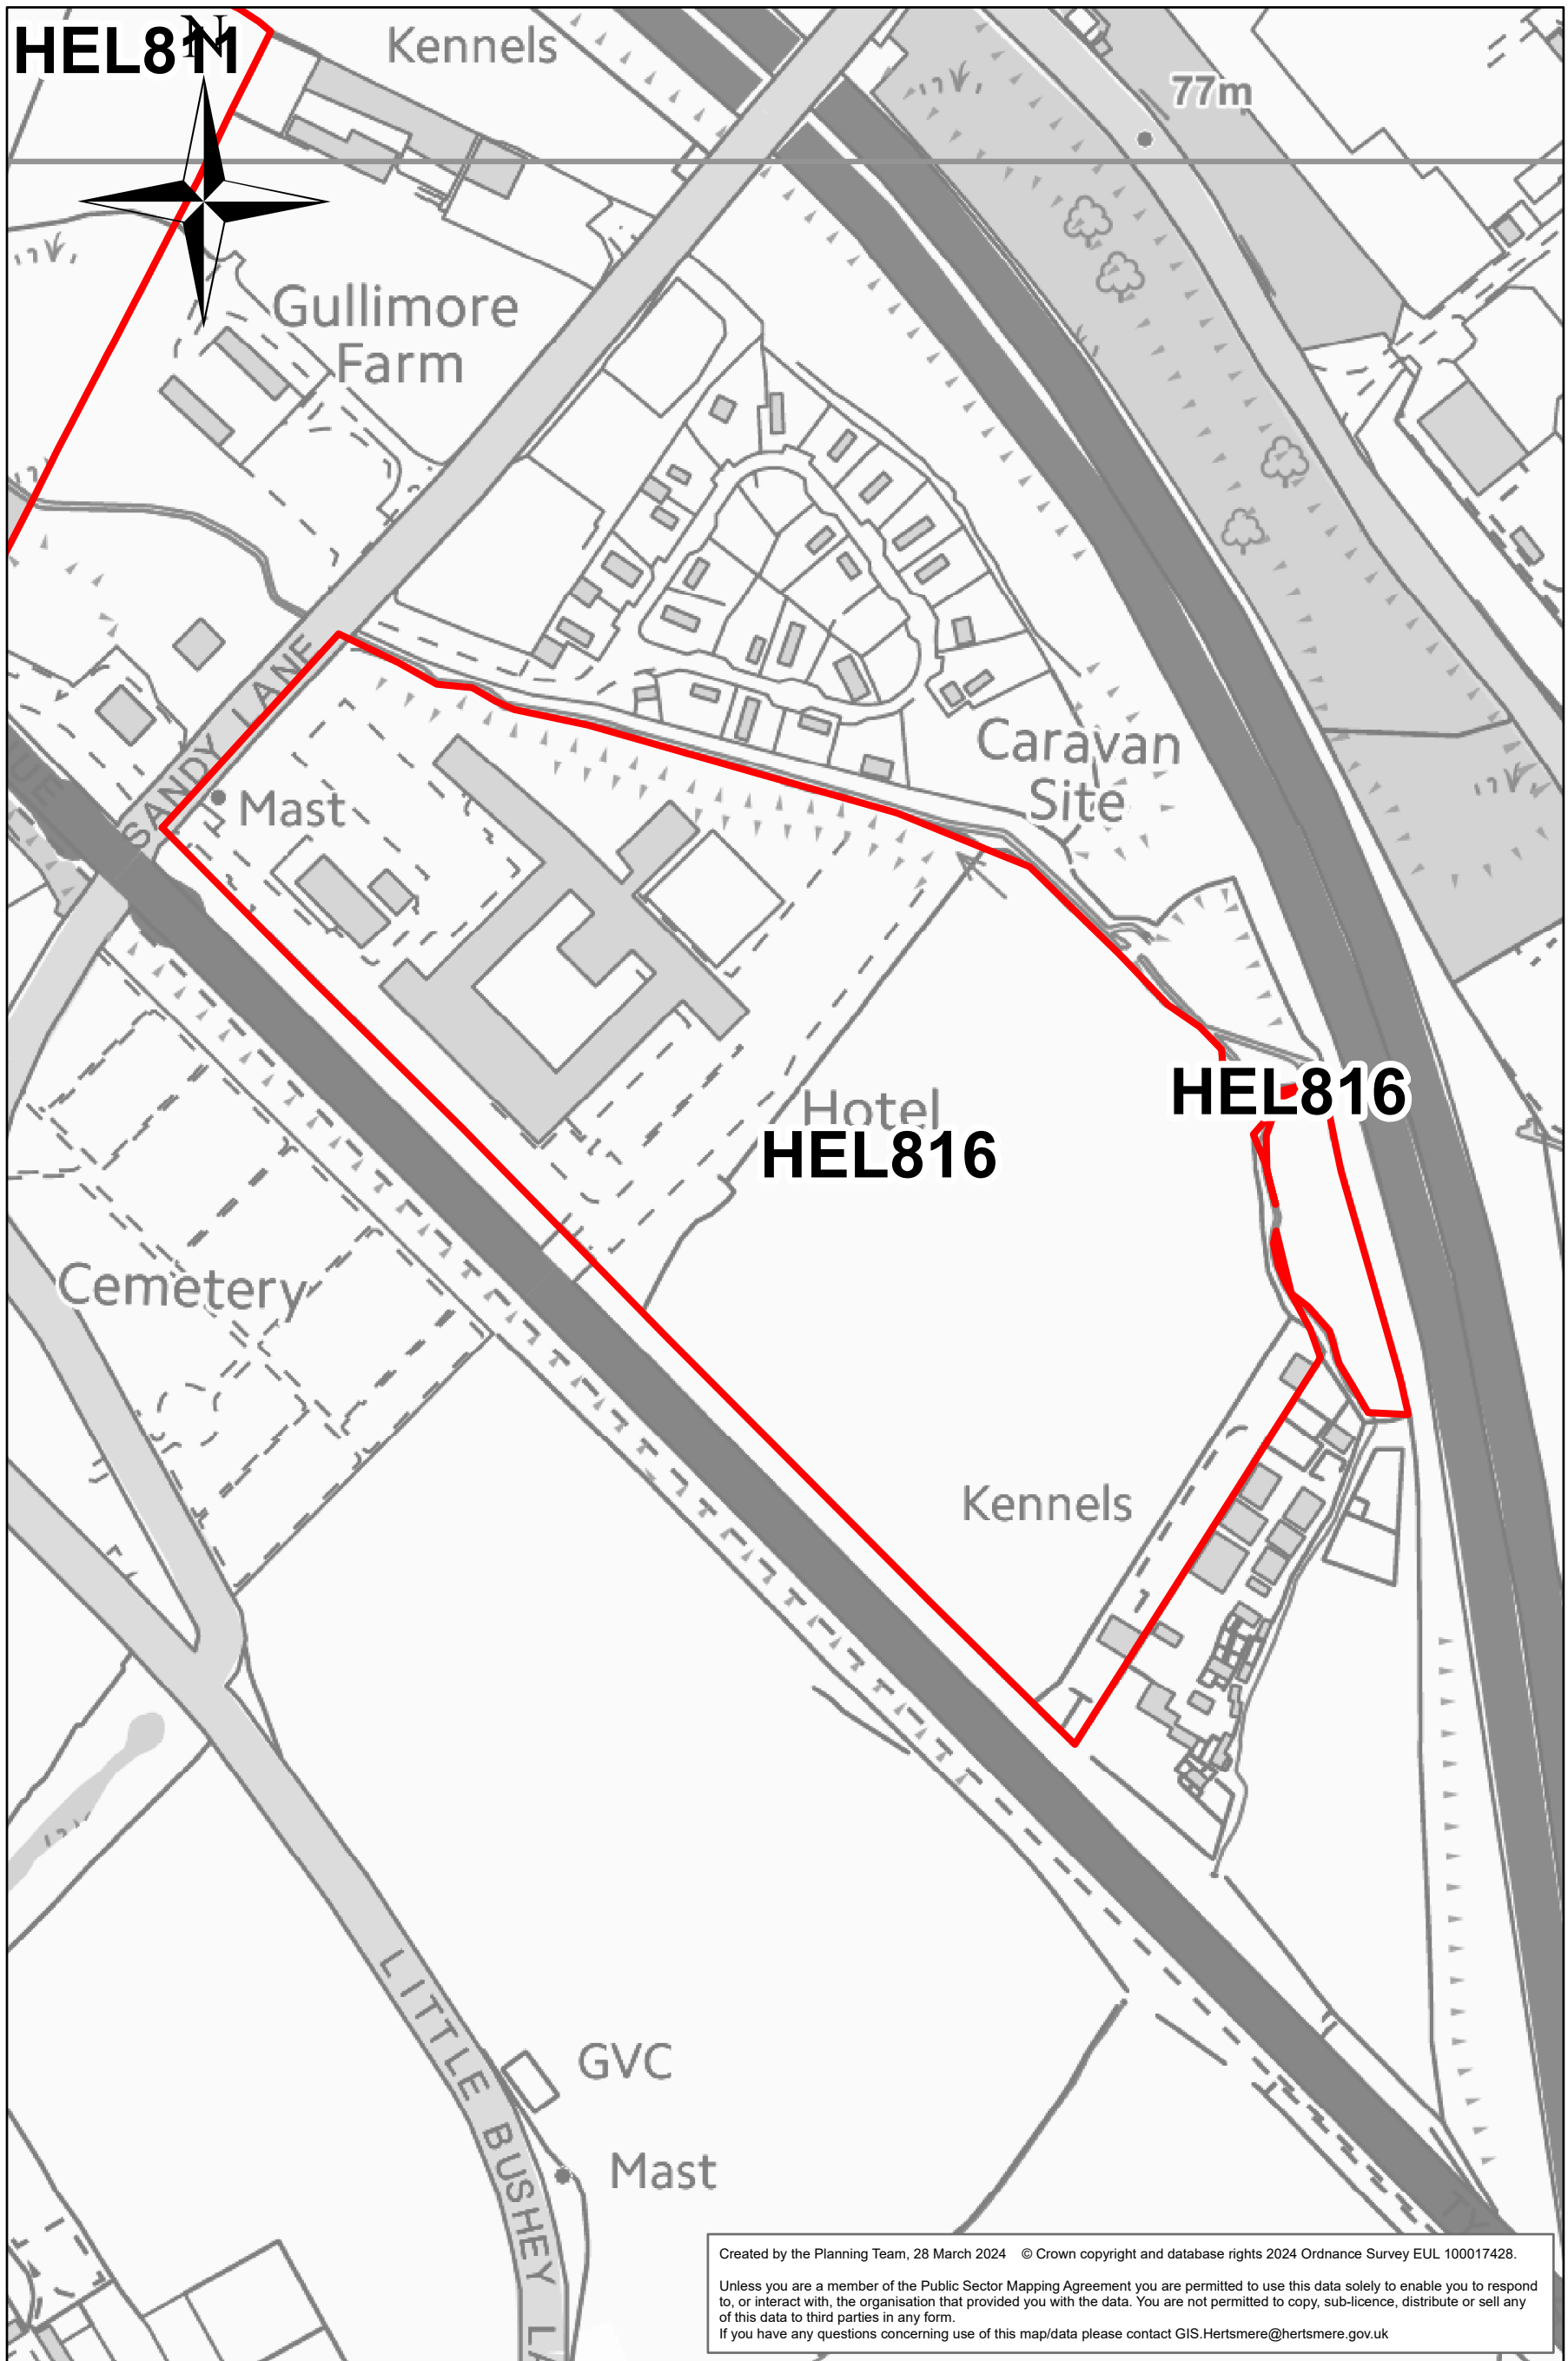 HEL811
N
Kennels
77m
Gullimore
Farm
SANDY LANE
Mast
Caravan
Site
HEL816
Hotel
HEL816
Cemetery
Kennels
LITTLE BUSHEY LA
GVC
Mast
TY
UE
Created by the Planning Team, 28 March 2024 © Crown copyright and database rights 2024 Ordnance Survey EUL 100017428.
Unless you are a member of the Public Sector Mapping Agreement you are permitted to use this data solely to enable you to respond
to, or interact with, the organisation that provided you with the data. You are not permitted to copy, sub-licence, distribute or sell any
of this data to third parties in any form.
If you have any questions concerning use of this map/data please contact GIS.Hertsmere@hertsmere.gov.uk